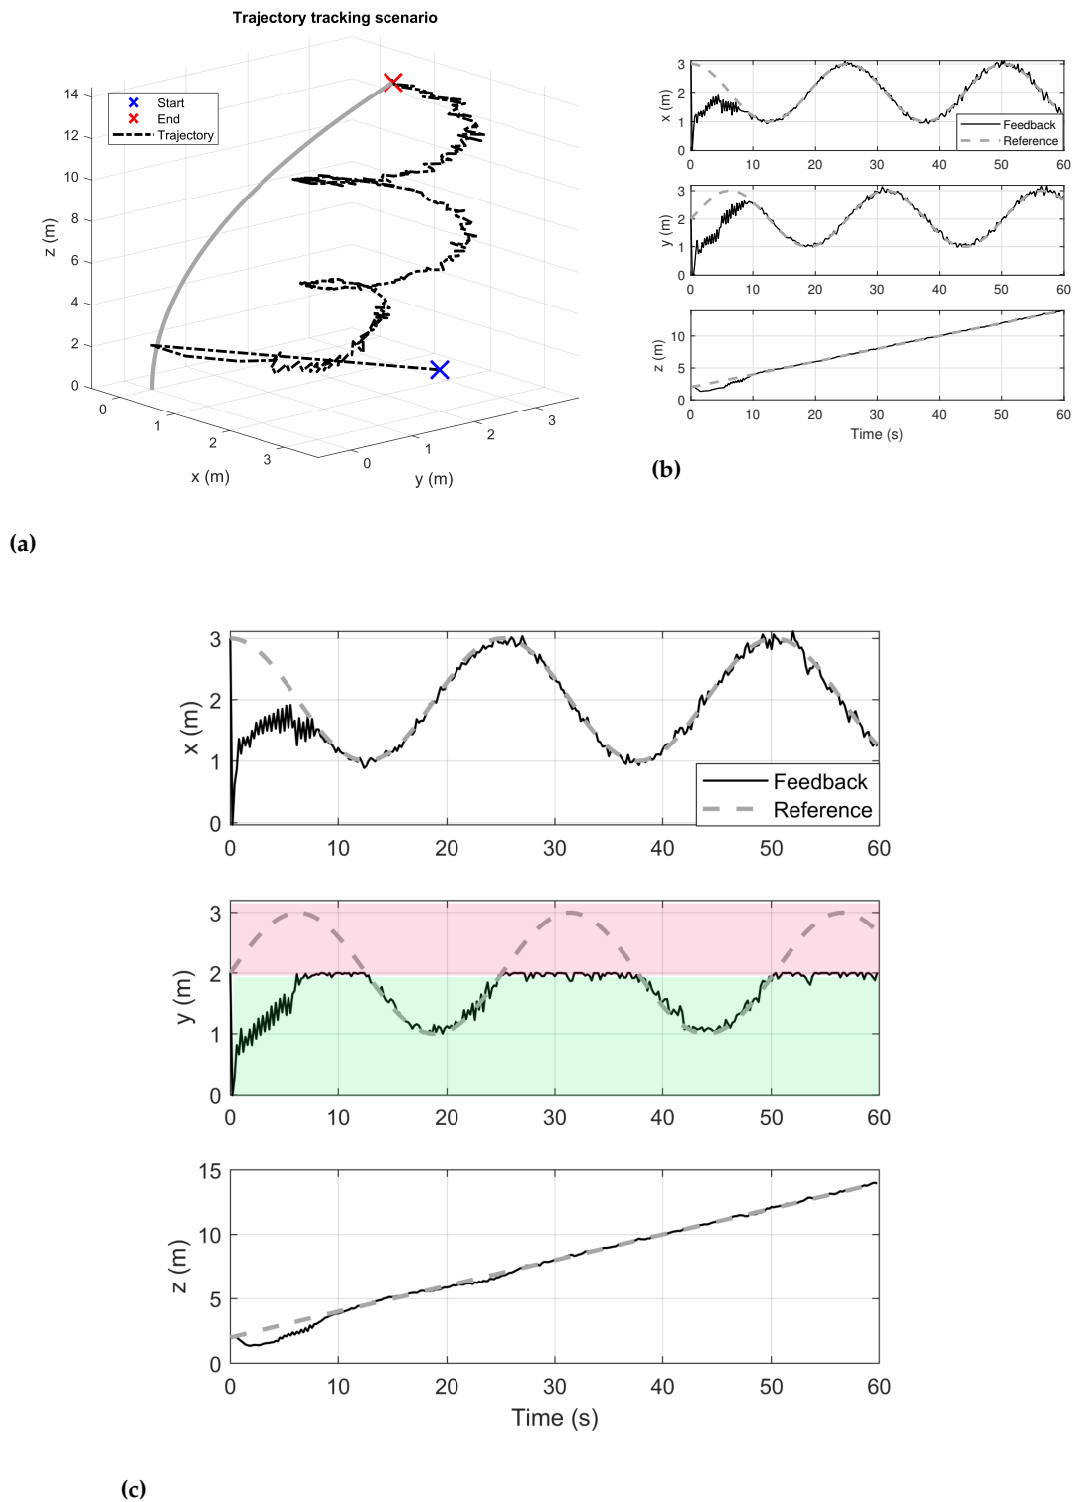 Trajectory tracking scenario
Start
End
Trajectory
14
12
10
8
6
4
2
0
z (m)
0
1
2
3
x (m)
0
1
2
3
y (m)
(a)
3
2
1
0
x (m)
Feedback
Reference
0 10 20 30 40 50 60
3
2
1
0
y (m)
0 10 20 30 40 50 60
10
5
0
z (m)
0 10 20 30 40 50 60
Time (s)
(b)
3
2
1
0
x (m)
Feedback
Reference
0 10 20 30 40 50 60
3
2
1
0
y (m)
0 10 20 30 40 50 60
15
10
5
0
z (m)
0 10 20 30 40 50 60
Time (s)
(c)